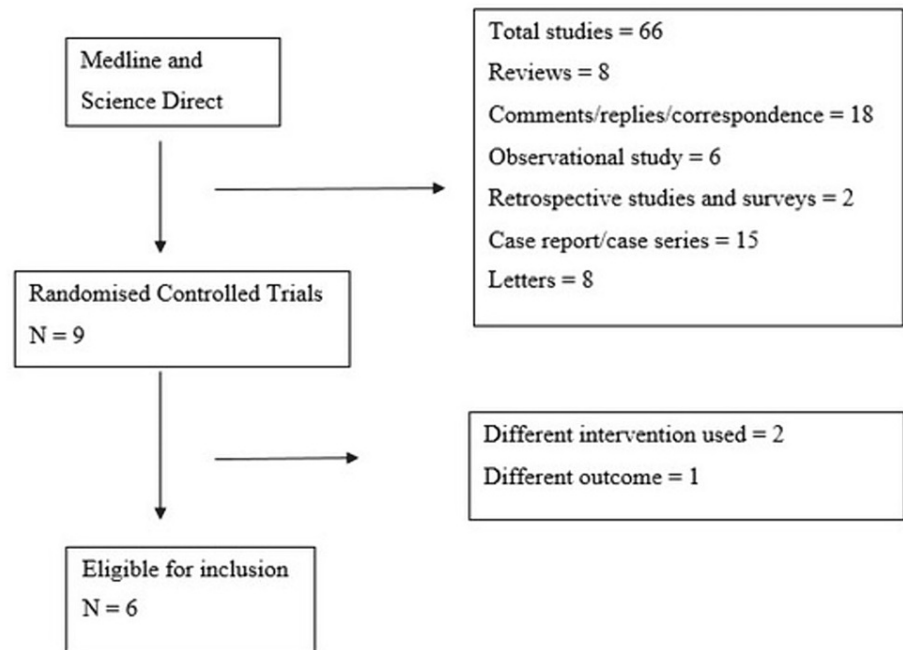 Medline and
Science Direct
Total studies = 66
Reviews = 8
Comments/replies/correspondence = 18
Observational study = 6
Retrospective studies and surveys = 2
Case report/case series = 15
Letters = 8
Randomised Controlled Trials
N = 9
Different intervention used = 2
Different outcome = 1
Eligible for inclusion
N = 6